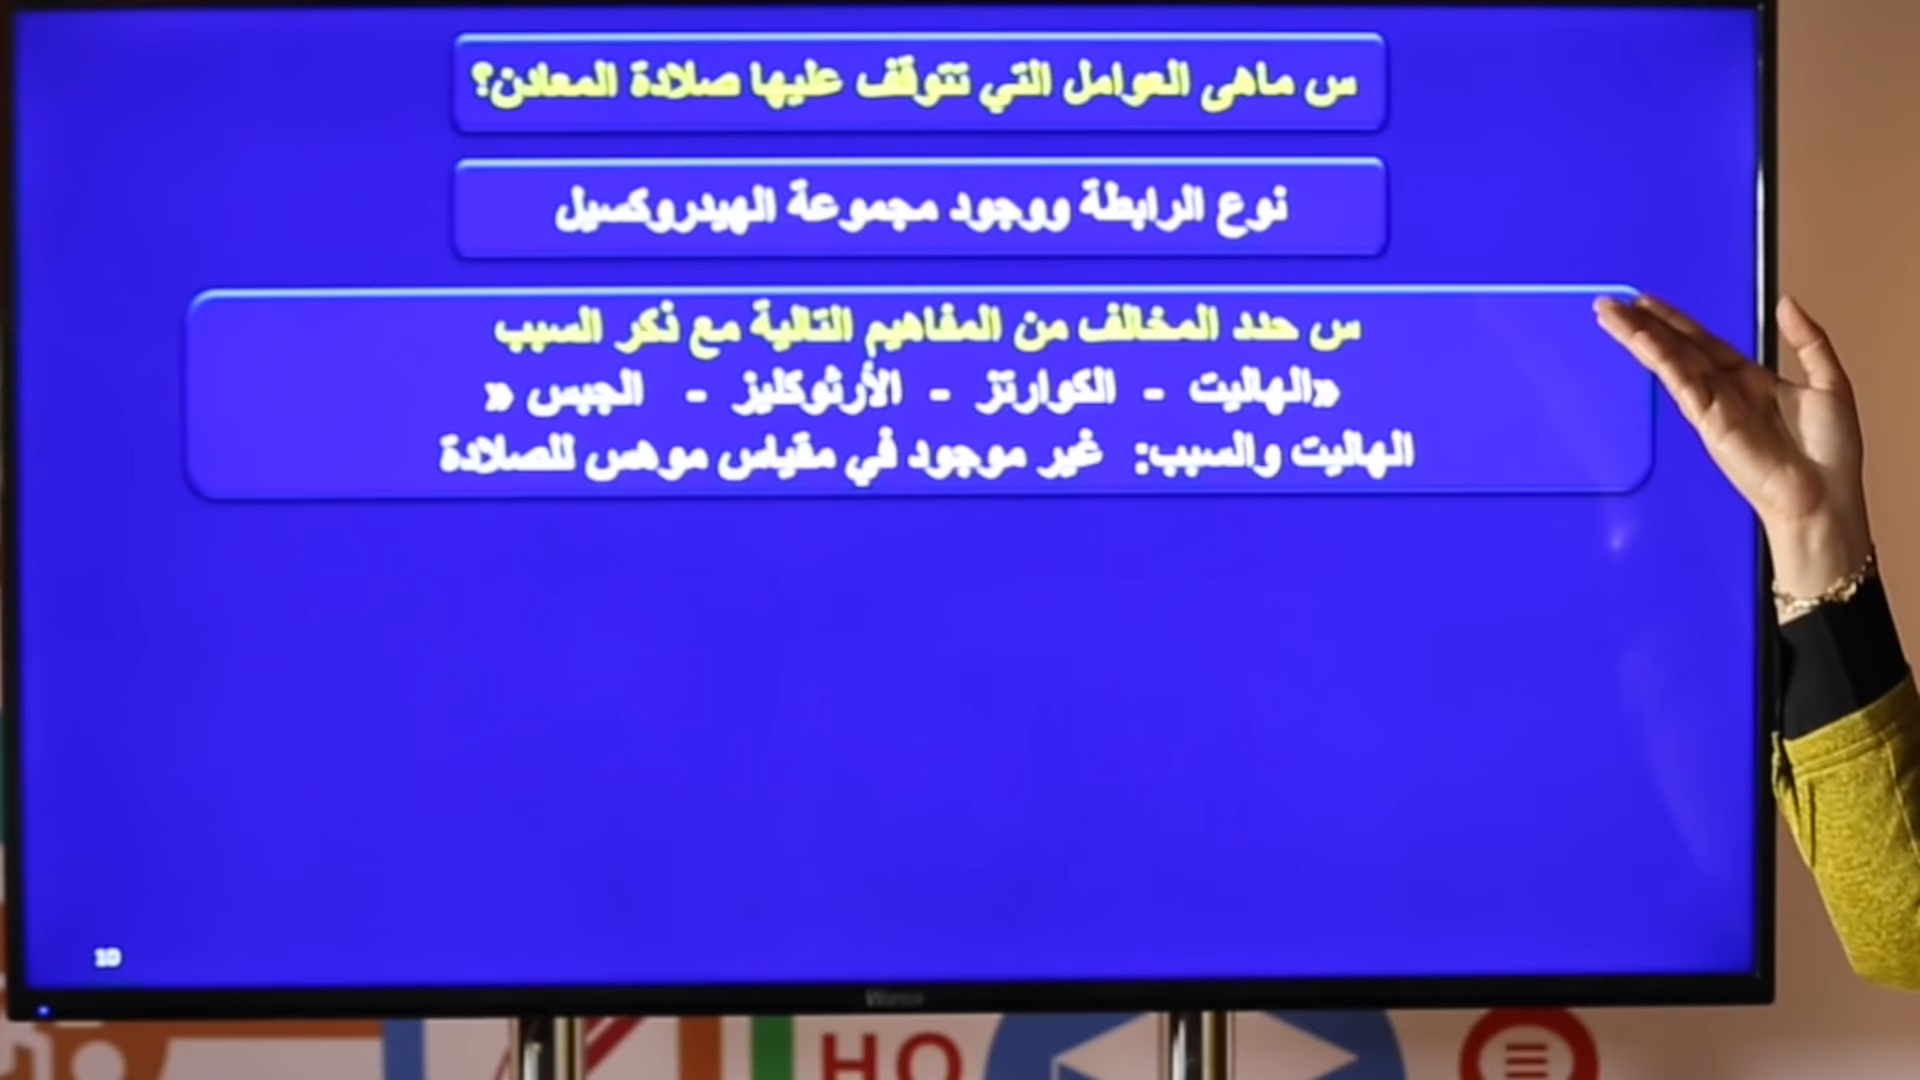 س ماهى العوامل التي تتوقف عليها صلادة المعادن؟
نوع الرابطة ووجود مجموعة الهيدروكسيل
س حدد المخالف من المفاهيم التالية مع ذكر السبب
«الهاليت - الكوارتز - الأرثوكليز - الجبس «
الهاليت والسبب: غير موجود في مقياس موهس للصلادة
10
HO